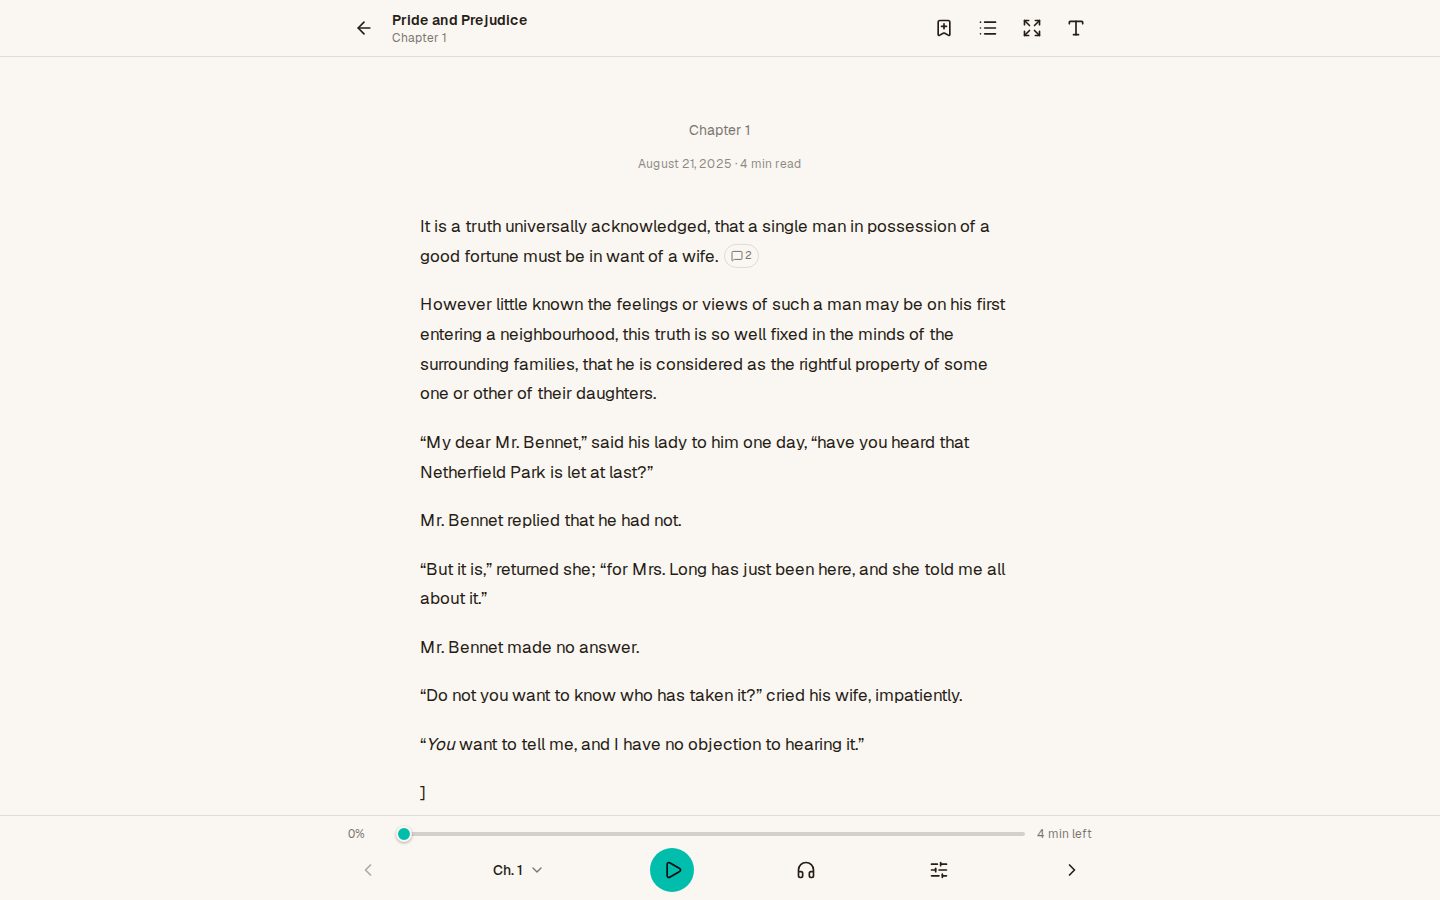 Pride and Prejudice
Chapter 1
Chapter 1
August 21, 2025 · 4 min read
It is a truth universally acknowledged, that a single man in possession of a
good fortune must be in want of a wife. 2
However little known the feelings or views of such a man may be on his first
entering a neighbourhood, this truth is so well fixed in the minds of the
surrounding families, that he is considered as the rightful property of some
one or other of their daughters.
“My dear Mr. Bennet,” said his lady to him one day, “have you heard that
Netherfield Park is let at last?”
Mr. Bennet replied that he had not.
“But it is,” returned she; “for Mrs. Long has just been here, and she told me all
about it.”
Mr. Bennet made no answer.
“Do not you want to know who has taken it?” cried his wife, impatiently.
“You want to tell me, and I have no objection to hearing it.”
]
0% 4 min left
Ch. 1